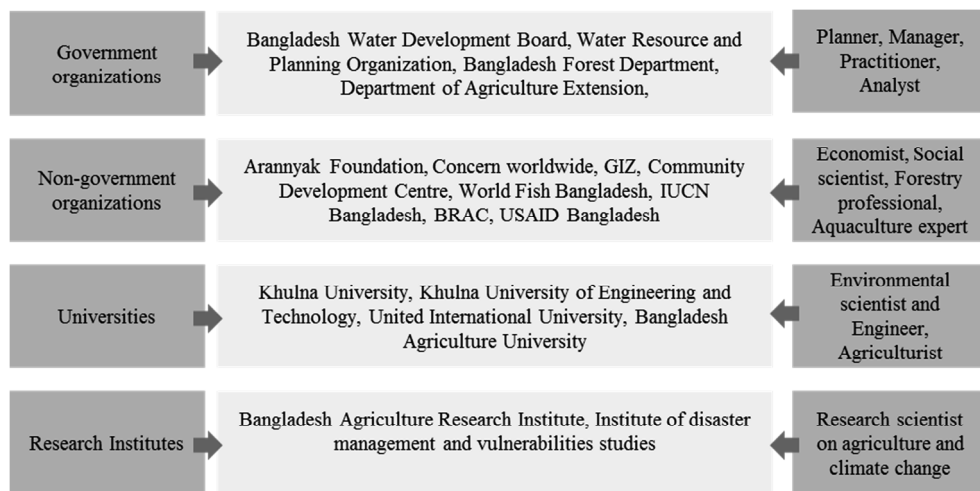 Government
organizations
Bangladesh Water Development Board, Water Resource and
Planning Organization, Bangladesh Forest Department,
Department of Agriculture Extension,
Planner, Manager,
Practitioner,
Analyst
Non-government
organizations
Arannyak Foundation, Concern worldwide, GIZ, Community
Development Centre, World Fish Bangladesh, IUCN
Bangladesh, BRAC, USAID Bangladesh
Economist, Social
scientist, Forestry
professional,
Aquaculture expert
Universities
Khulna University, Khulna University of Engineering and
Technology, United International University, Bangladesh
Agriculture University
Environmental
scientist and
Engineer,
Agriculturist
Research Institutes
Bangladesh Agriculture Research Institute, Institute of disaster
management and vulnerabilities studies
Research scientist
on agriculture and
climate change